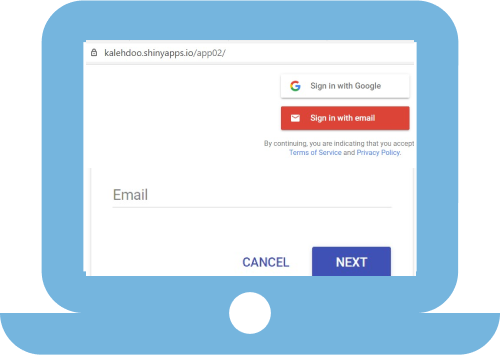 kalehdoo.shinyapps.io/app02/
Sign in with Google
Sign in with email
By continuing, you are indicating that you accept
Terms of Service and Privacy Policy.
Email
CANCEL NEXT